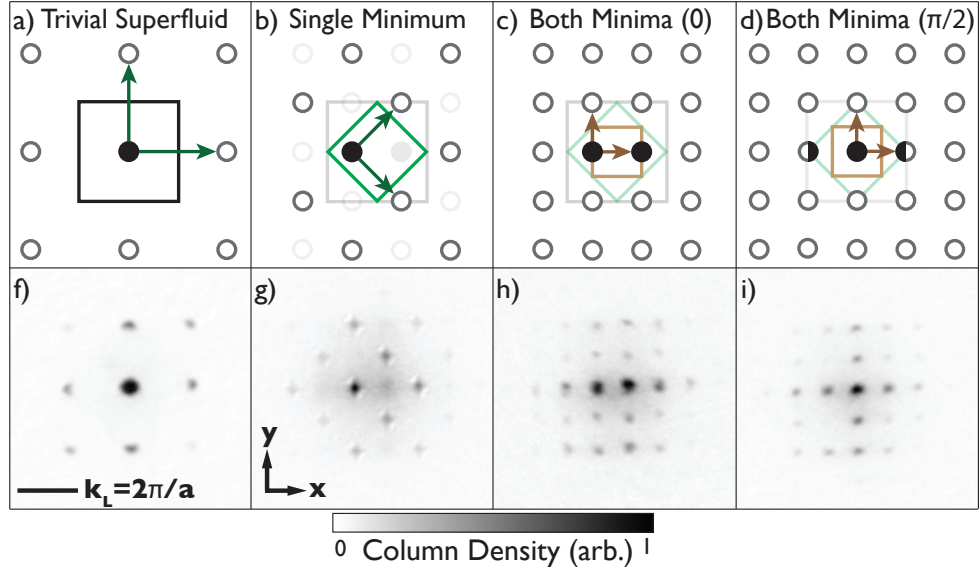 a) Trivial Superfluid
b) Single Minimum
c) Both Minima (0)
d) Both Minima (π/2)
f)
g)
h)
i)
k_L=2π/a
y
x
0 Column Density (arb.) 1